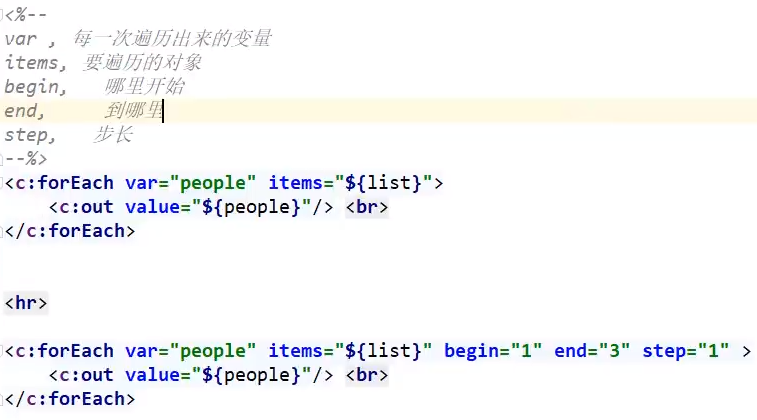 <%--
var , 每一次遍历出来的变量
items, 要遍历的对象
begin, 哪里开始
end, 到哪里
step, 步长
--%>
<c:forEach var="people" items="${list}">
    <c:out value="${people}"/> <br>
</c:forEach>
<hr>
<c:forEach var="people" items="${list}" begin="1" end="3" step="1" >
    <c:out value="${people}"/> <br>
</c:forEach>